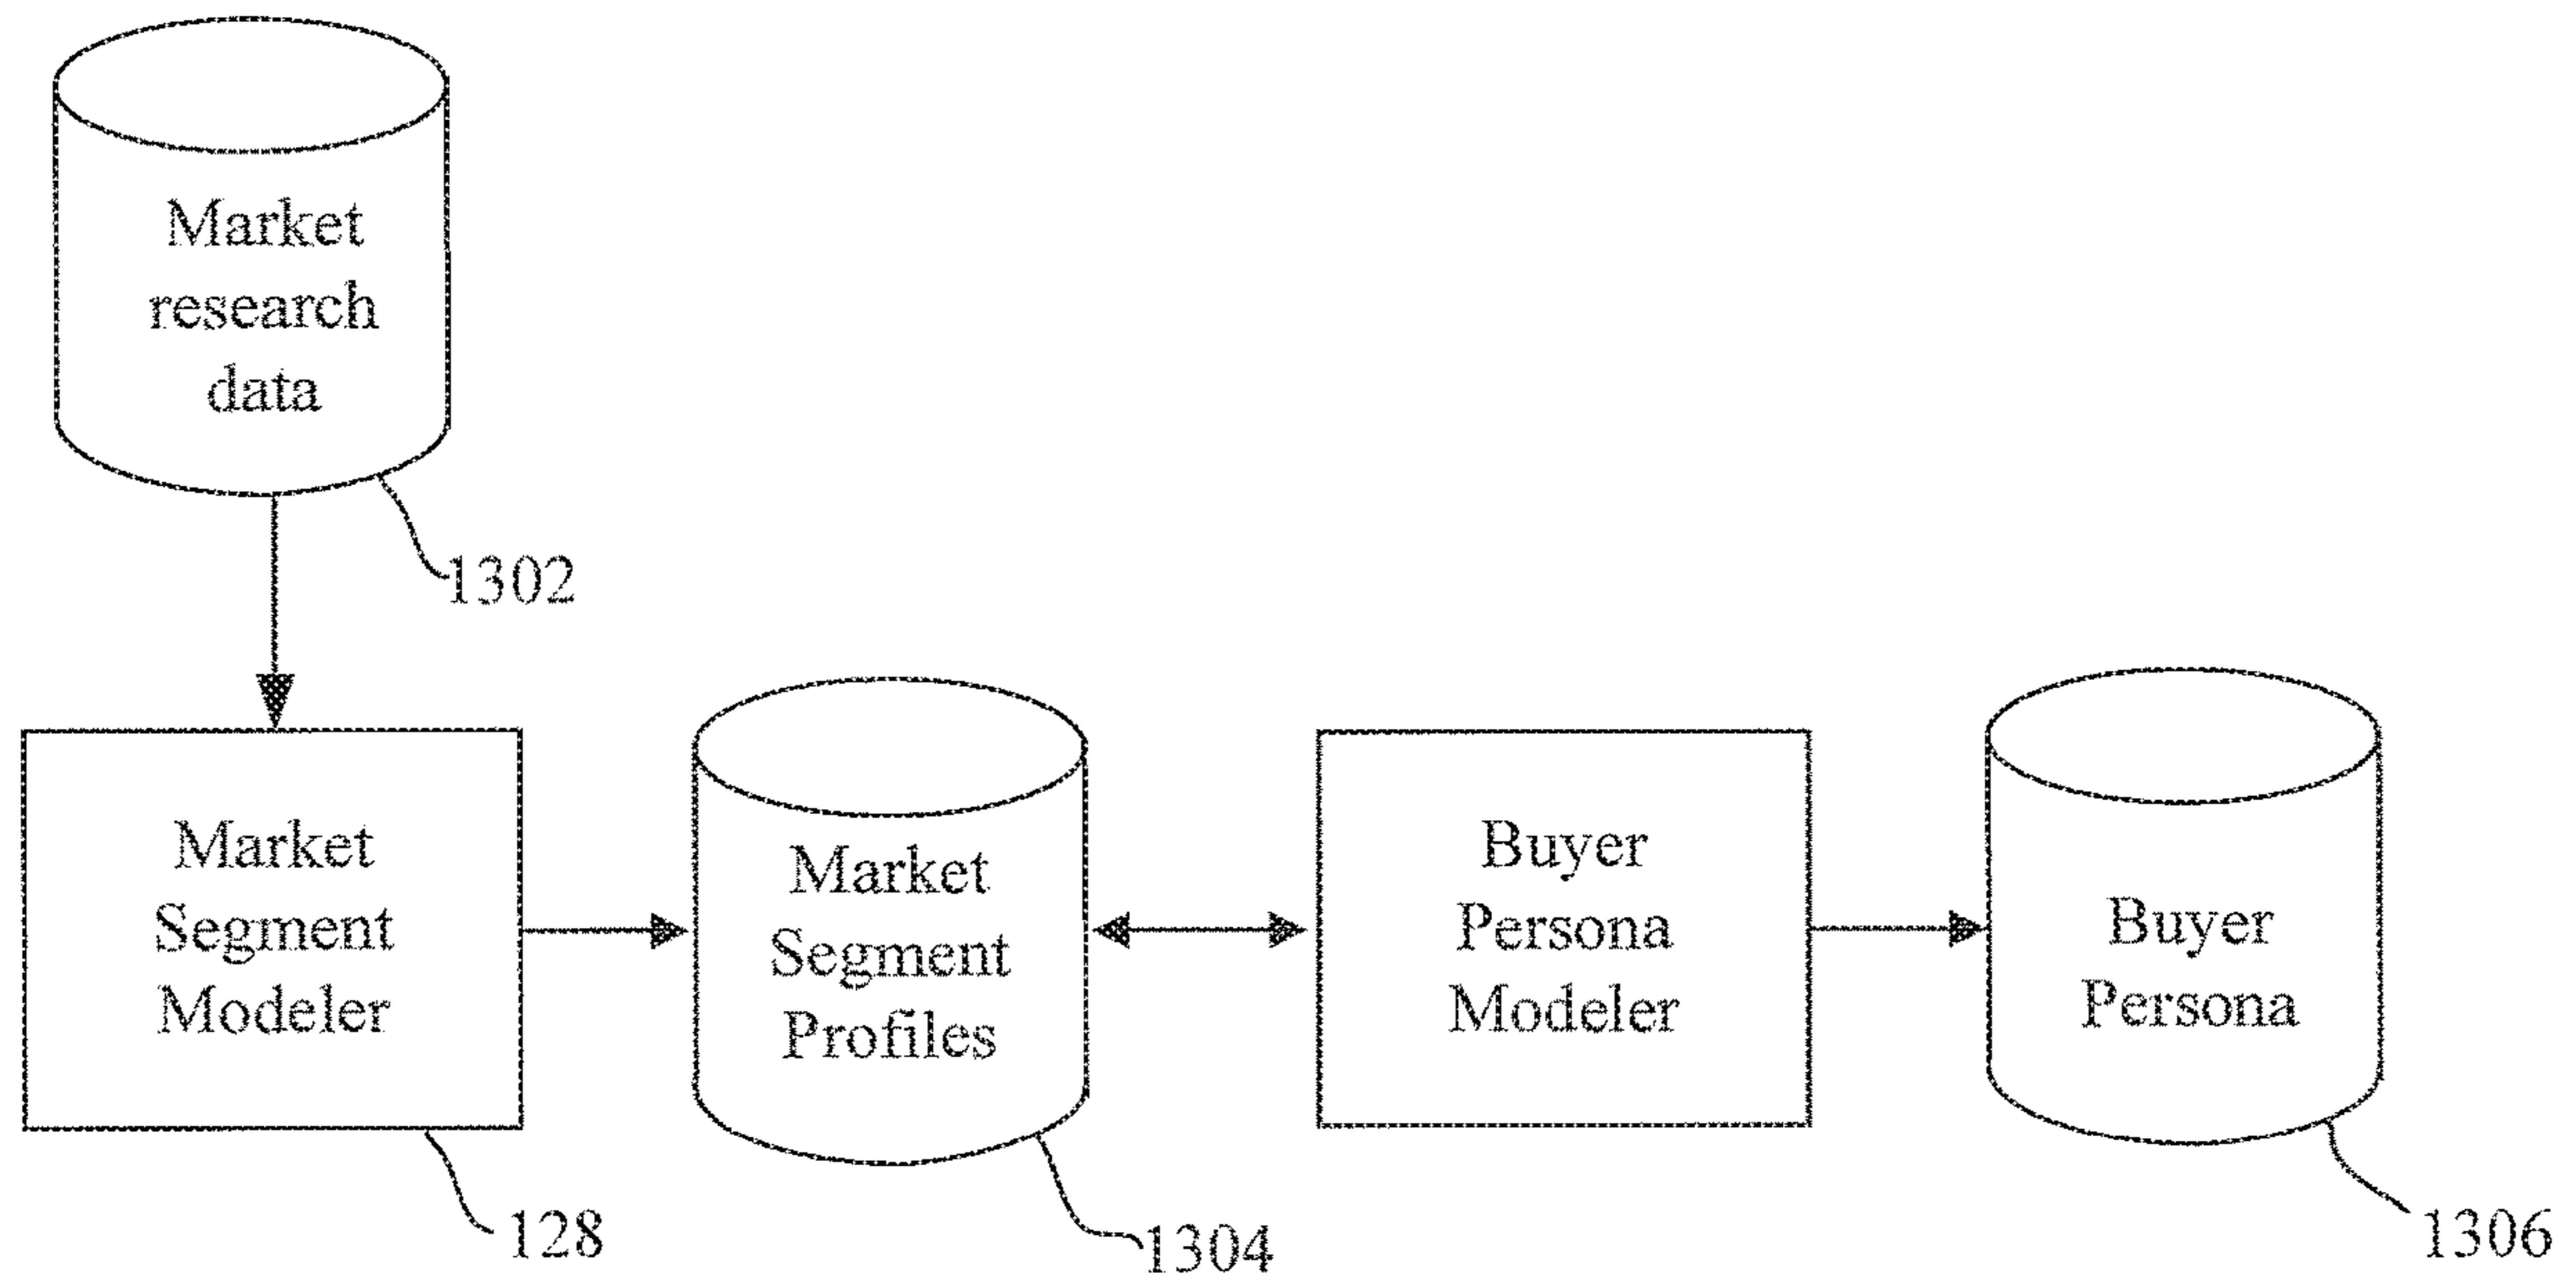 Market
research
data
1302
Market
Segment
Modeler
128
Market
Segment
Profiles
1304
Buyer
Persona
Modeler
Buyer
Persona
1306